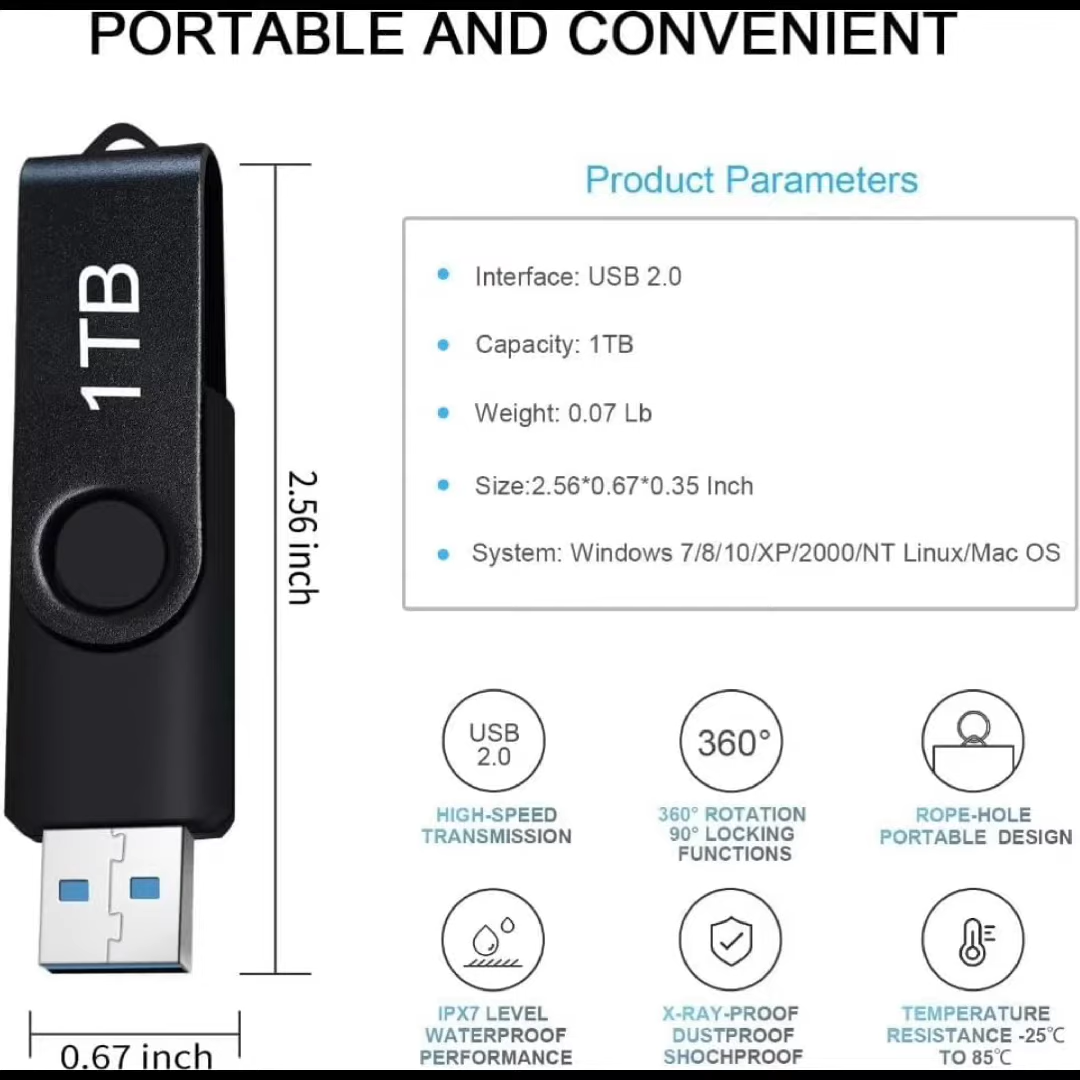 PORTABLE AND CONVENIENT
1TB
2.56 inch
0.67 inch
Product Parameters
Interface: USB 2.0
Capacity: 1TB
Weight: 0.07 Lb
Size:2.56*0.67*0.35 Inch
System: Windows 7/8/10/XP/2000/NT Linux/Mac OS
USB
2.0
HIGH-SPEED
TRANSMISSION
360°
360° ROTATION
90° LOCKING
FUNCTIONS
ROPE-HOLE
PORTABLE DESIGN
IPX7 LEVEL
WATERPROOF
PERFORMANCE
X-RAY-PROOF
DUSTPROOF
SHOCHPROOF
TEMPERATURE
RESISTANCE -25℃
TO 85℃